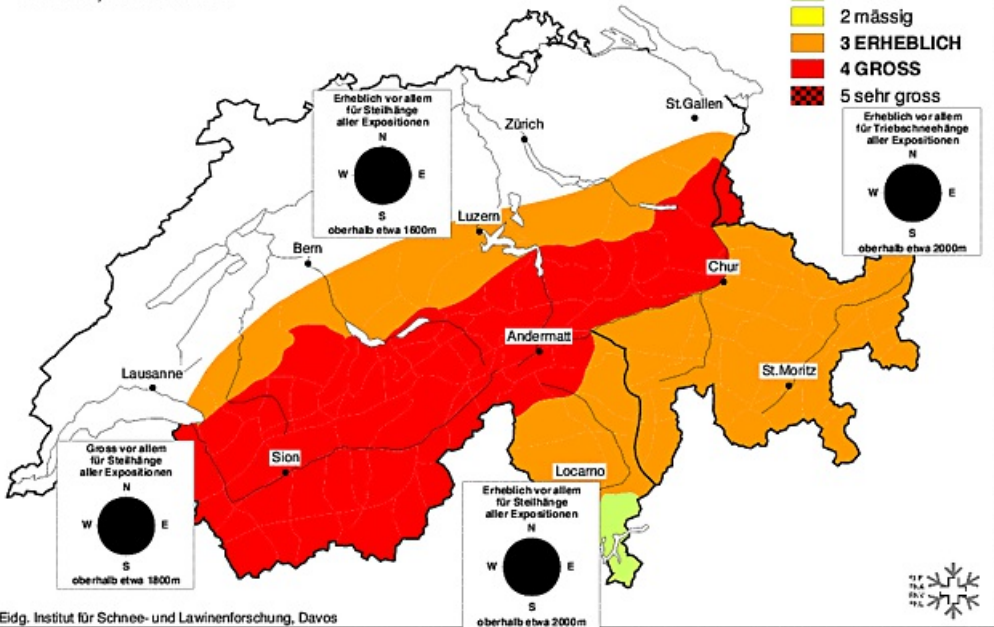 2 mässig
3 ERHEBLICH
4 GROSS
5 sehr gross
Erheblich vor allem
für Steilhänge
aller Expositionen
N
W
E
S
oberhalb etwa 1600m
Erheblich vor allem
für Triebschneehänge
aller Expositionen
N
W
E
S
oberhalb etwa 2000m
St.Gallen
Zürich
Luzern
Bern
Chur
Andermatt
St.Moritz
Lausanne
Sion
Locarno
Gross vor allem
für Steilhänge
aller Expositionen
N
W
E
S
oberhalb etwa 1800m
Erheblich vor allem
für Steilhänge
aller Expositionen
N
W
E
S
oberhalb etwa 2000m
Eidg. Institut für Schnee- und Lawinenforschung, Davos